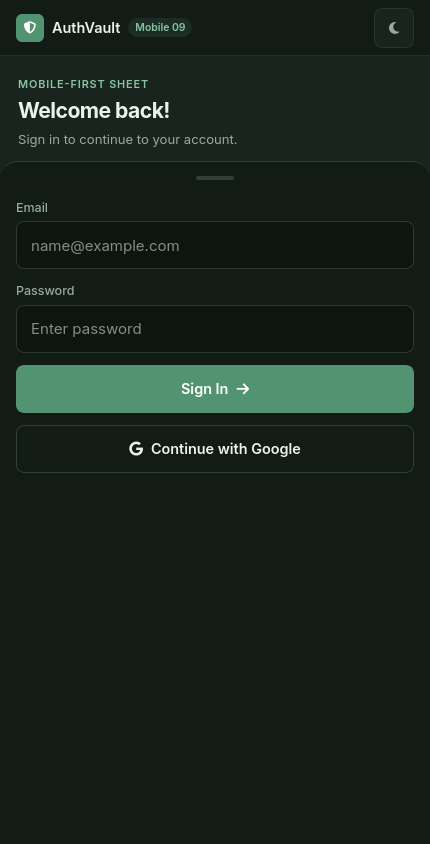 AuthVault Mobile 09
MOBILE-FIRST SHEET
Welcome back!
Sign in to continue to your account.
Email
name@example.com
Password
Enter password
Sign In
Continue with Google